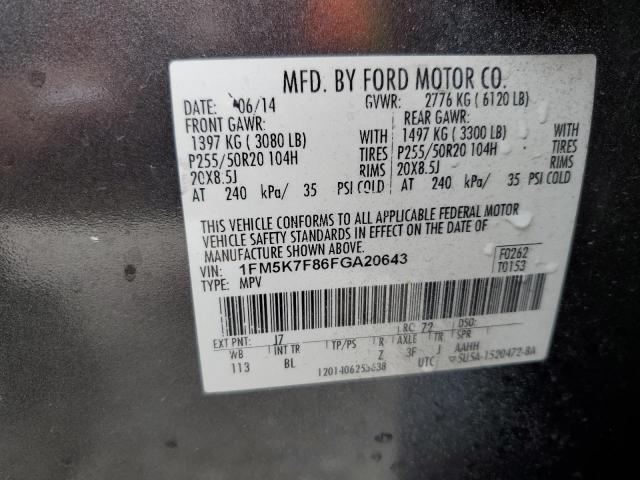 MFD. BY FORD MOTOR CO.
DATE: 06/14 GVWR: 2776 KG ( 6120 LB)
FRONT GAWR: REAR GAWR:
1397 KG ( 3080 LB) WITH 1497 KG ( 3300 LB) WITH
P255/50R20 104H TIRES P255/50R20 104H TIRES
20X8.5J RIMS 20X8.5J RIMS
AT 240 kPa/ 35 PSI COLD AT 240 kPa/ 35 PSI COLD
THIS VEHICLE CONFORMS TO ALL APPLICABLE FEDERAL MOTOR
VEHICLE SAFETY STANDARDS IN EFFECT ON THE DATE OF
MANUFACTURE SHOWN ABOVE.
VIN: 1FM5K7F86FGA20643 F0262
TYPE: MPV T0153
EXT PNT: J7 RC: 72 DSO:
WB INT TR TP/PS R AXLE TR SPR
113 BL Z 3F J AAHH
UTC